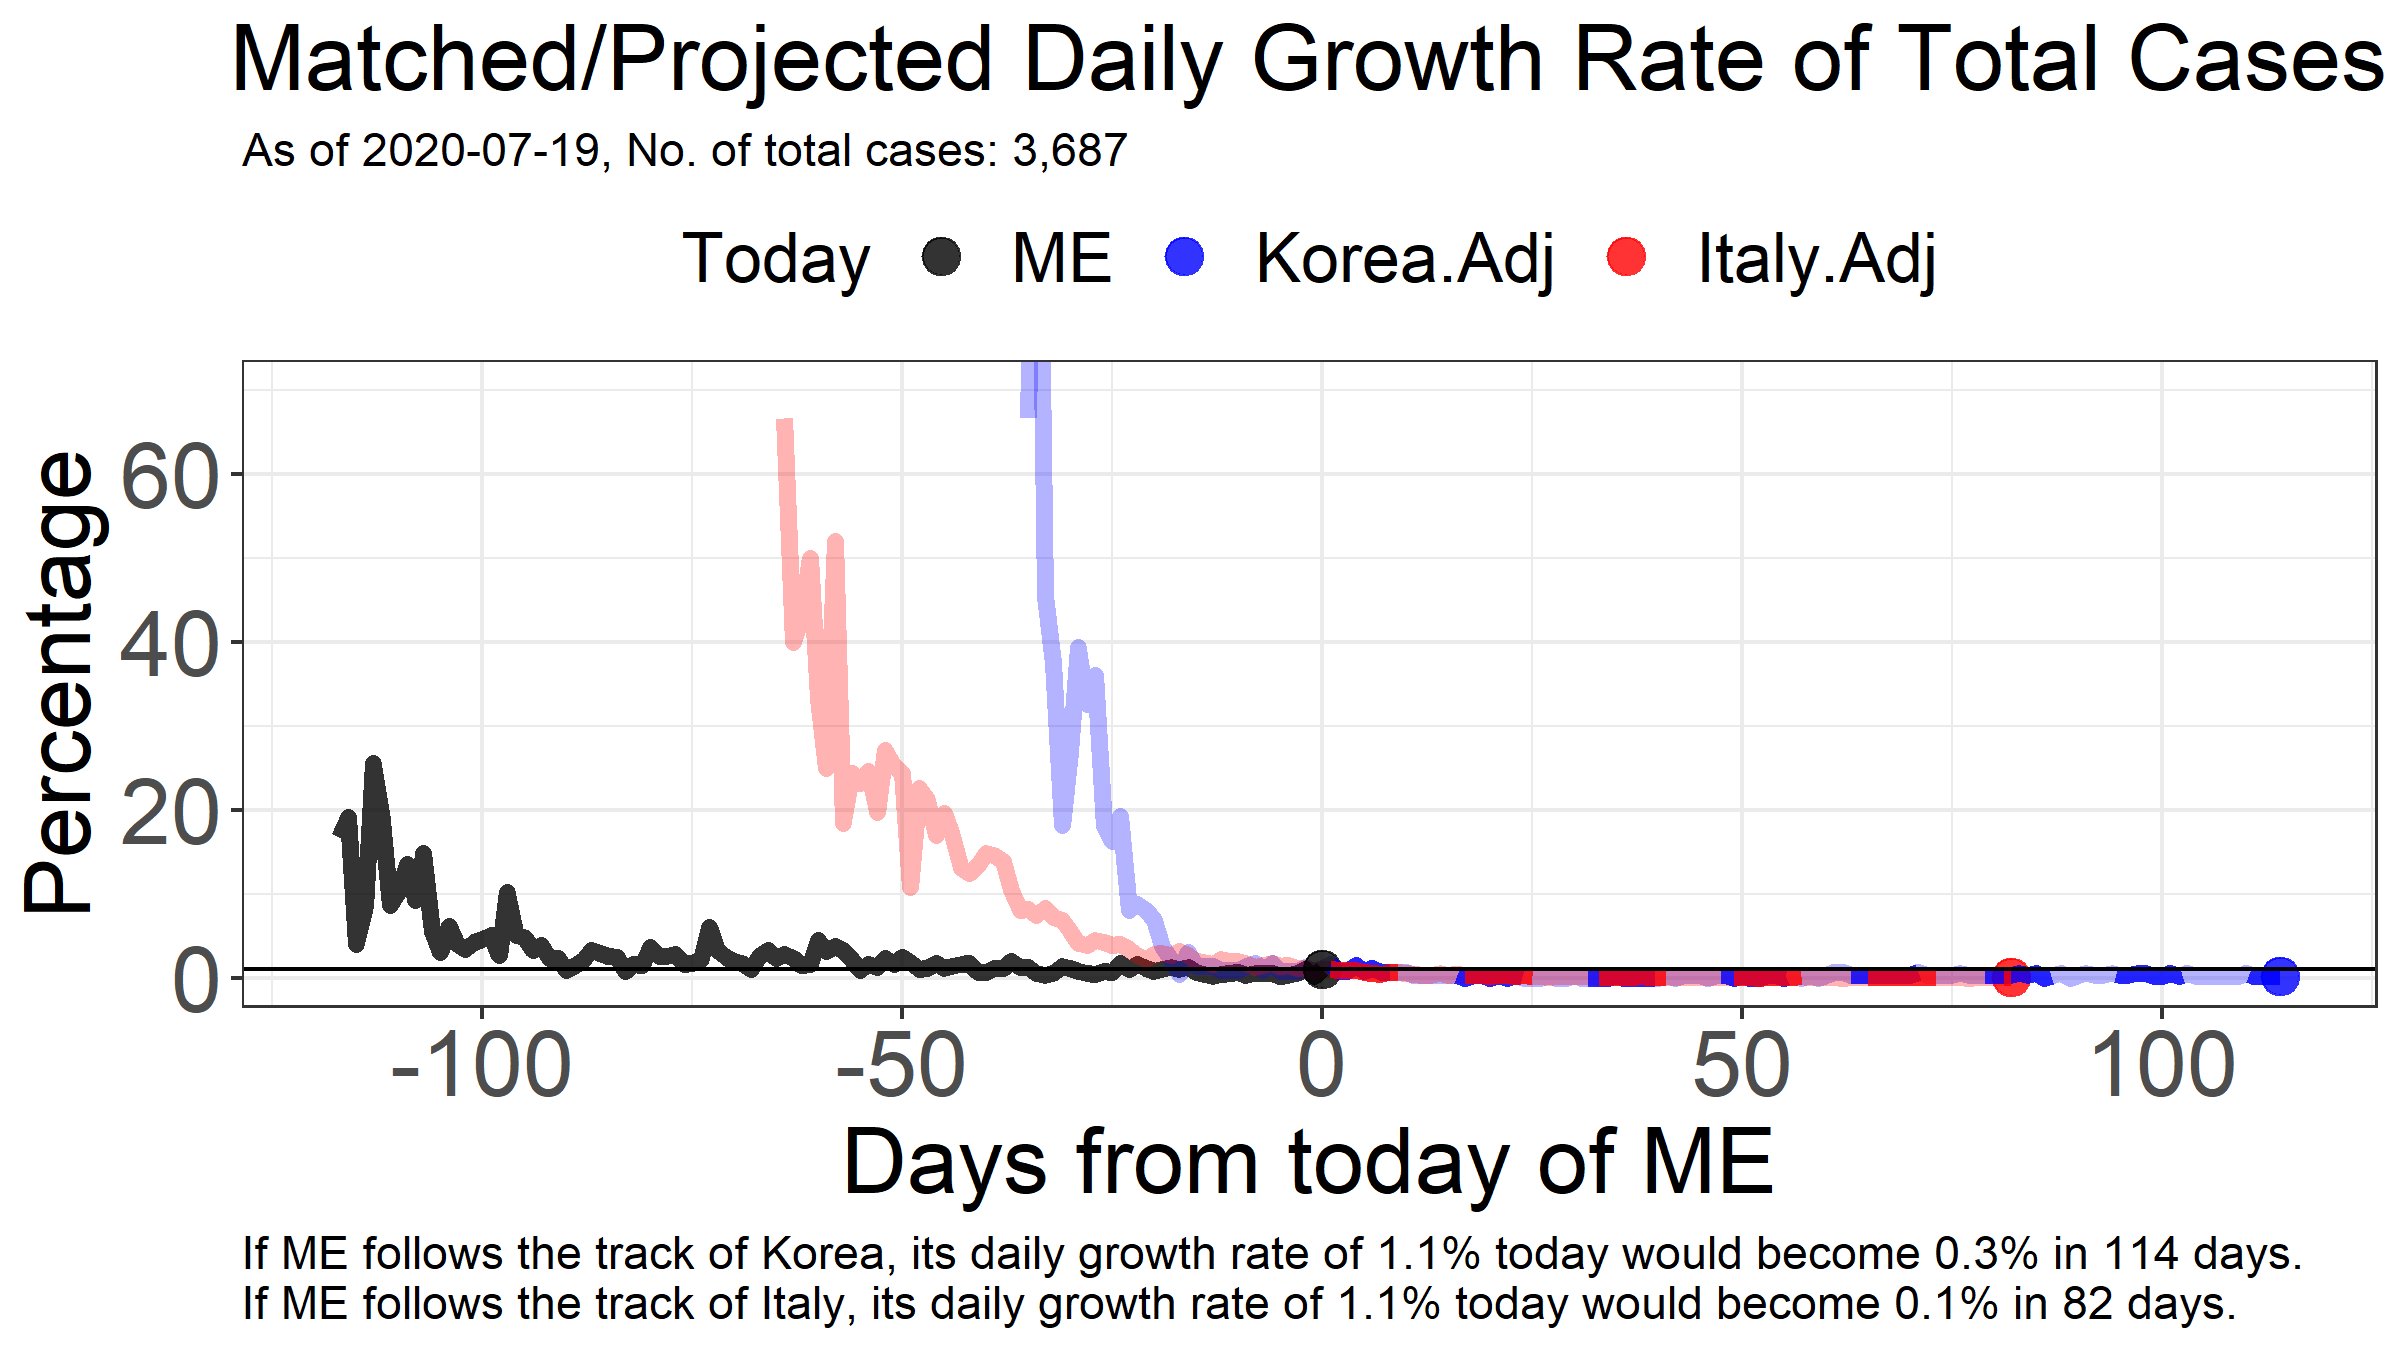 Matched/Projected Daily Growth Rate of Total Cases
As of 2020-07-19, No. of total cases: 3,687
Today ME Korea.Adj Italy.Adj
Percentage
60
40
20
0
-100 -50 0 50 100
Days from today of ME
If ME follows the track of Korea, its daily growth rate of 1.1% today would become 0.3% in 114 days.
If ME follows the track of Italy, its daily growth rate of 1.1% today would become 0.1% in 82 days.